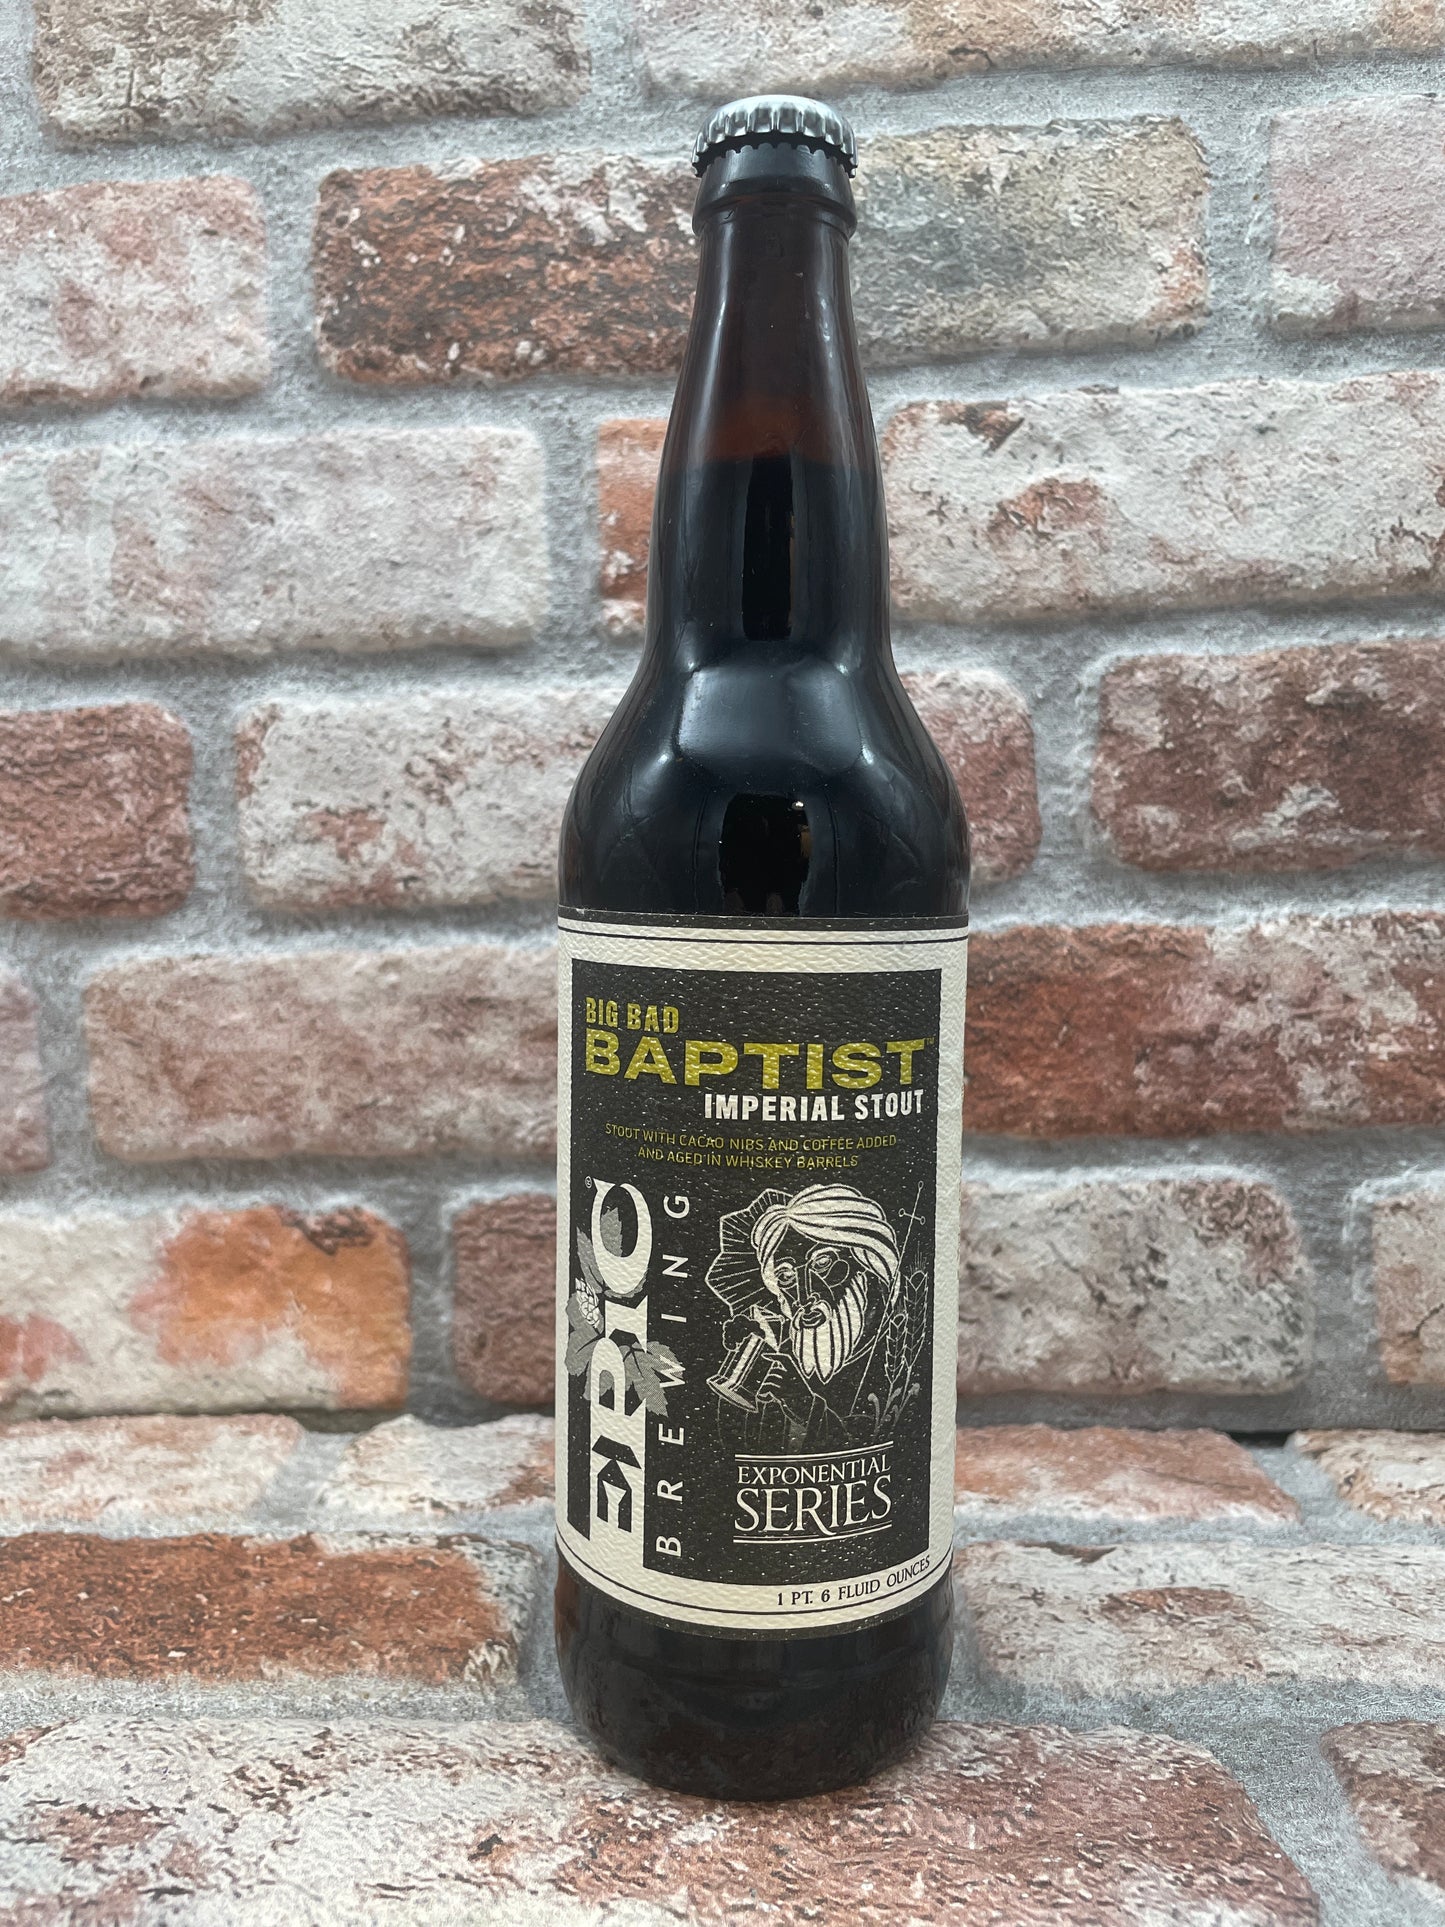 BIG BAD
BAPTIST™
IMPERIAL STOUT
STOUT WITH CACAO NIBS AND COFFEE ADDED
AND AGED IN WHISKEY BARRELS
EPIC©
BREWING
EXPONENTIAL
SERIES
1 PT. 6 FLUID OUNCES